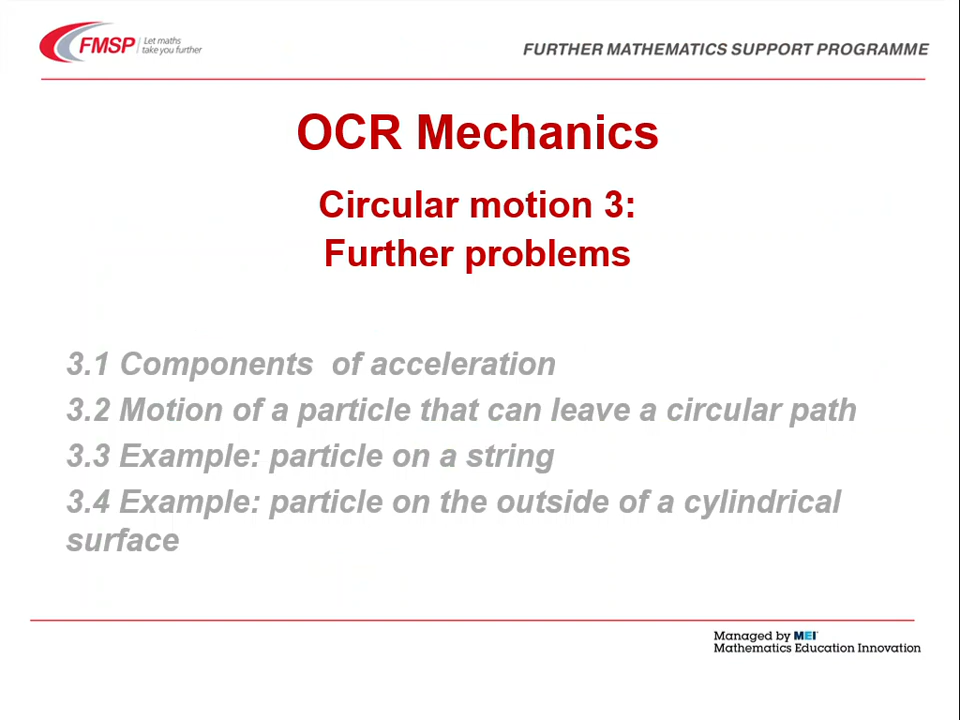 FMSP Let maths
take you further
FURTHER MATHEMATICS SUPPORT PROGRAMME
OCR Mechanics
Circular motion 3:
Further problems
3.1 Components of acceleration
3.2 Motion of a particle that can leave a circular path
3.3 Example: particle on a string
3.4 Example: particle on the outside of a cylindrical
surface
Managed by MEI
Mathematics Education Innovation